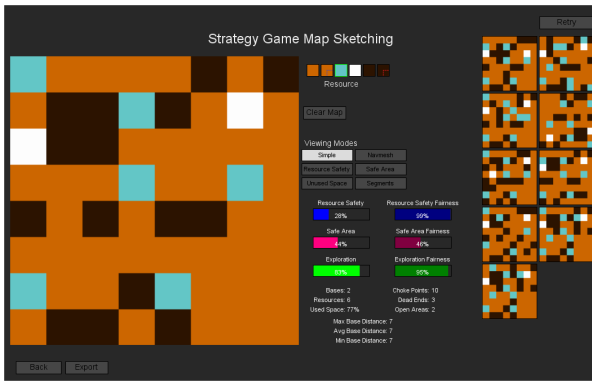 Retry
Strategy Game Map Sketching
Resource
Clear Map
Viewing Modes
Simple Navmesh
Resource Safety Safe Area
Unused Space Segments
Resource Safety Resource Safety Fairness
28% 99%
Safe Area Safe Area Fairness
44% 46%
Exploration Exploration Fairness
83% 95%
Bases: 2 Choke Points: 10
Resources: 6 Dead Ends: 3
Used Space: 77% Open Areas: 2
Max Base Distance: 7
Avg Base Distance: 7
Min Base Distance: 7
Back Export